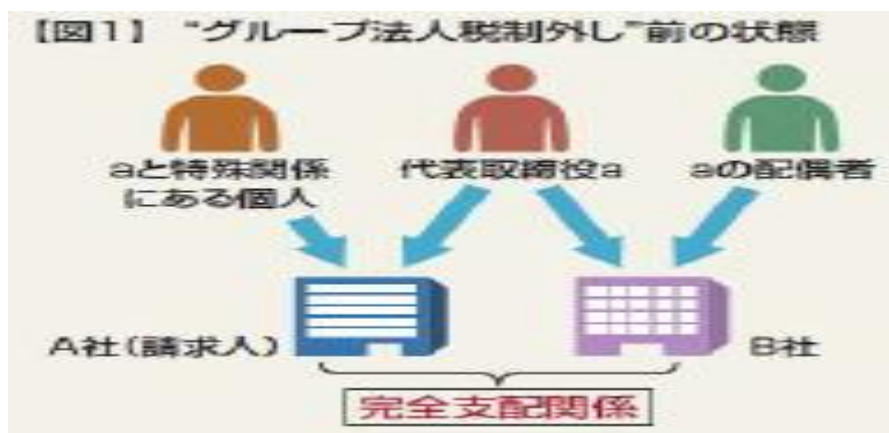 【図1】 "グループ法人税制外し"前の状態
aと特殊関係
にある個人
代表取締役a
aの配偶者
A社(請求人)
B社
完全支配関係